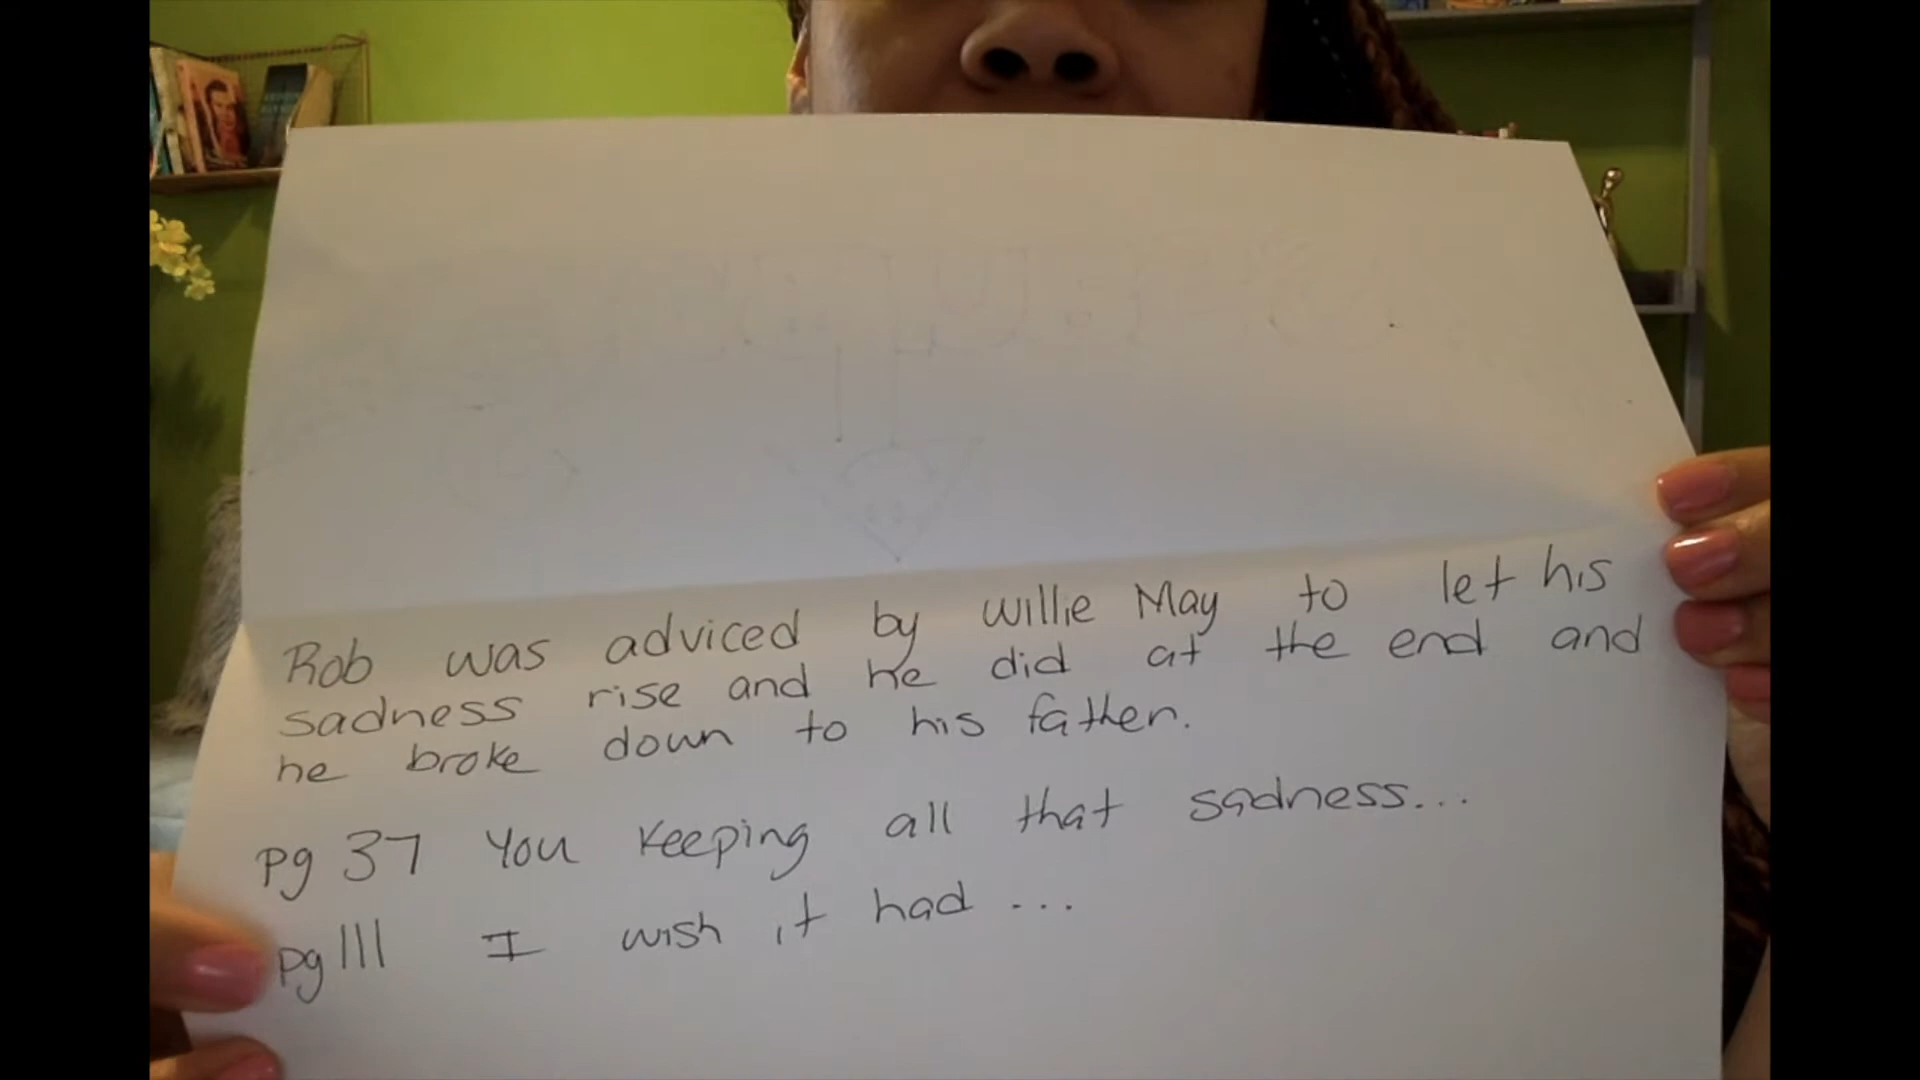 Rob was adviced by Willie May to let his
sadness rise and he did at the end and
he broke down to his father.
pg 37 You keeping all that sadness...
pg 111 I wish it had ...